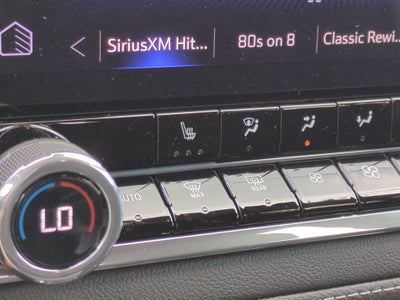 SiriusXM Hit...
80s on 8
Classic Rewi...
AUTO
MAX
REAR
LO